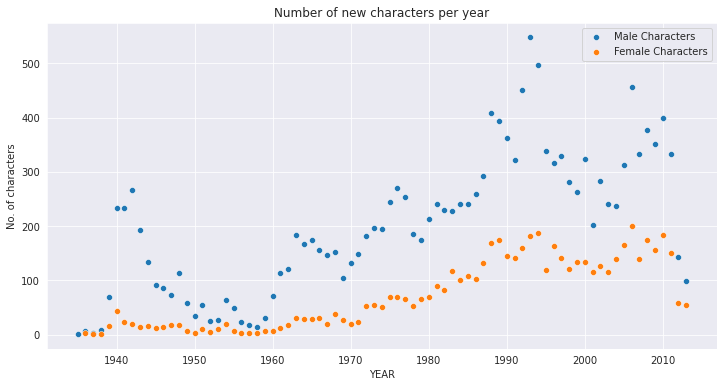 Number of new characters per year
Male Characters
Female Characters
No. of characters
500
400
300
200
100
0
1940 1950 1960 1970 1980 1990 2000 2010
YEAR